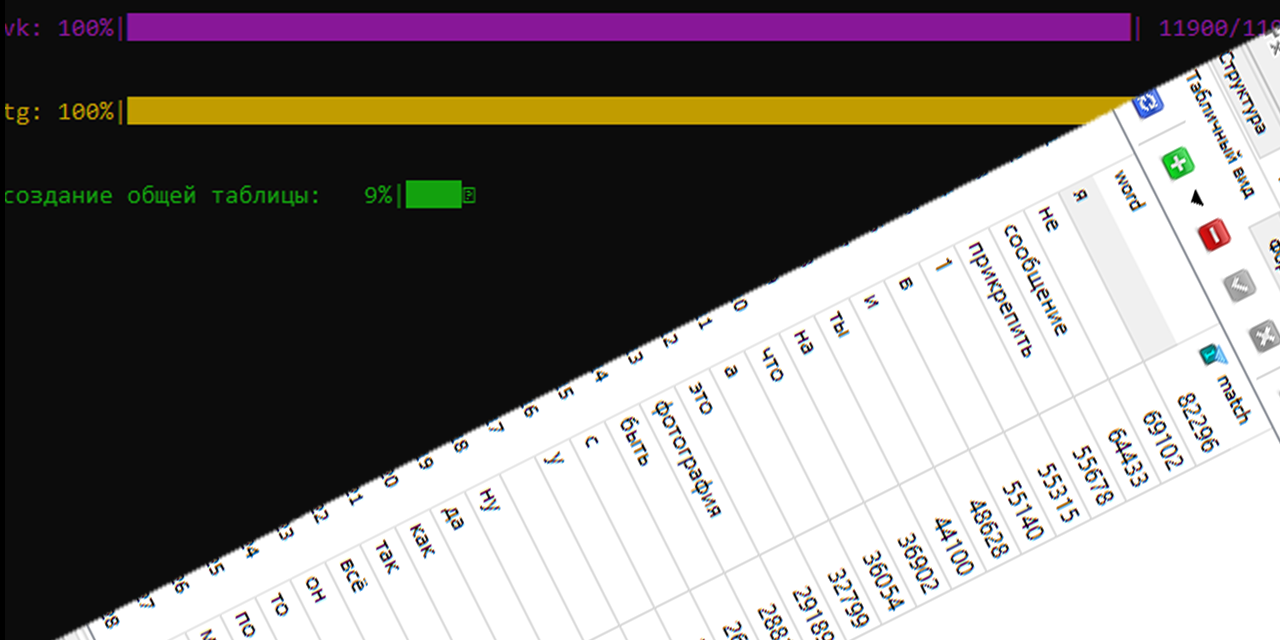 vk: 100%| | 11900/119
tg: 100%|
создание общей таблицы: 9%|
Структура
Табличный вид
word match
я 82296
не 69102
сообщение 64433
прикрепить 55678
1 55315
в 55140
и 48628
ты 44100
на 36902
что 36054
а 32799
это 29189
фотография 288
быть 26
с
у
ну
да
как
так
всё
он
то
по